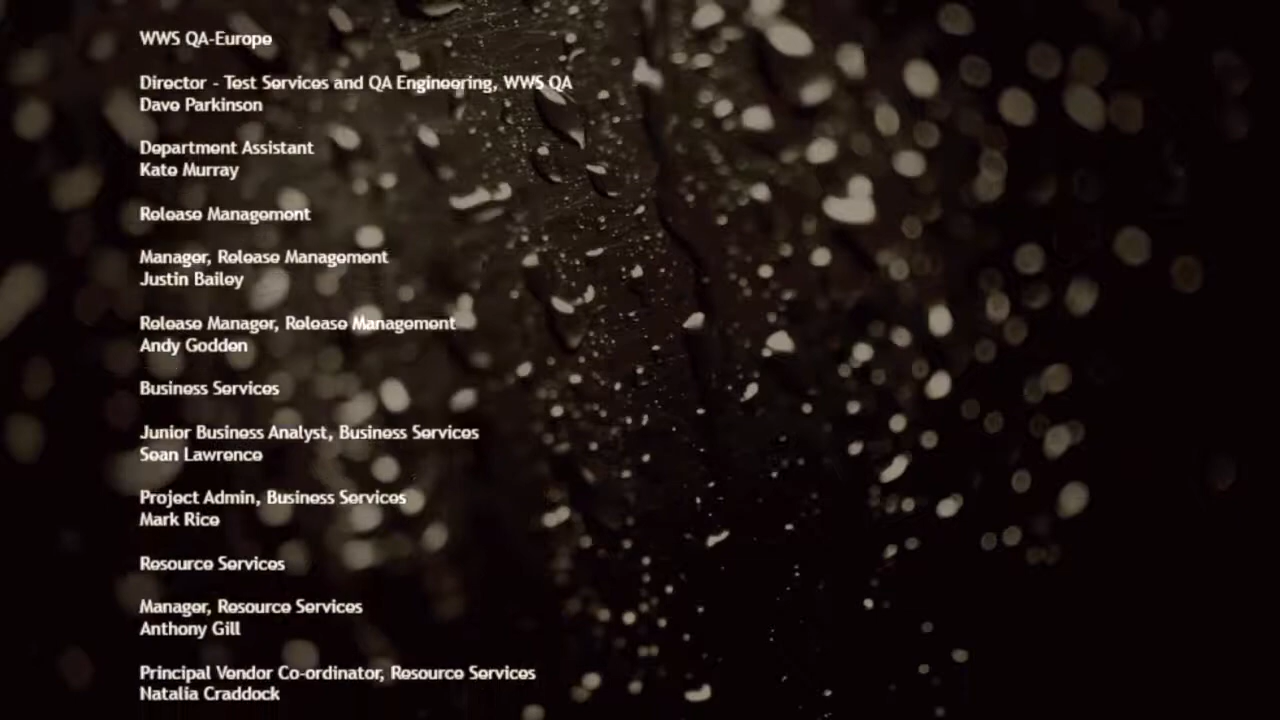 WWS QA-Europe
Director - Test Services and QA Engineering, WWS QA
Dave Parkinson
Department Assistant
Kate Murray
Release Management
Manager, Release Management
Justin Bailey
Release Manager, Release Management
Andy Godden
Business Services
Junior Business Analyst, Business Services
Sean Lawrence
Project Admin, Business Services
Mark Rice
Resource Services
Manager, Resource Services
Anthony Gill
Principal Vendor Co-ordinator, Resource Services
Natalia Craddock